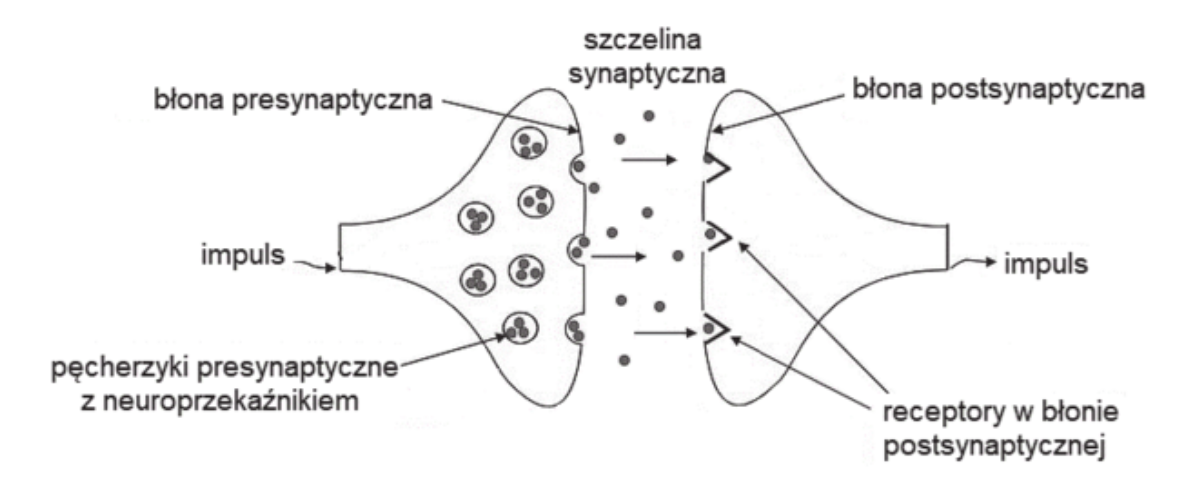 szczelina
synaptyczna
błona presynaptyczna
błona postsynaptyczna
impuls
impuls
pęcherzyki presynaptyczne
z neuroprzekaźnikiem
receptory w błonie
postsynaptycznej